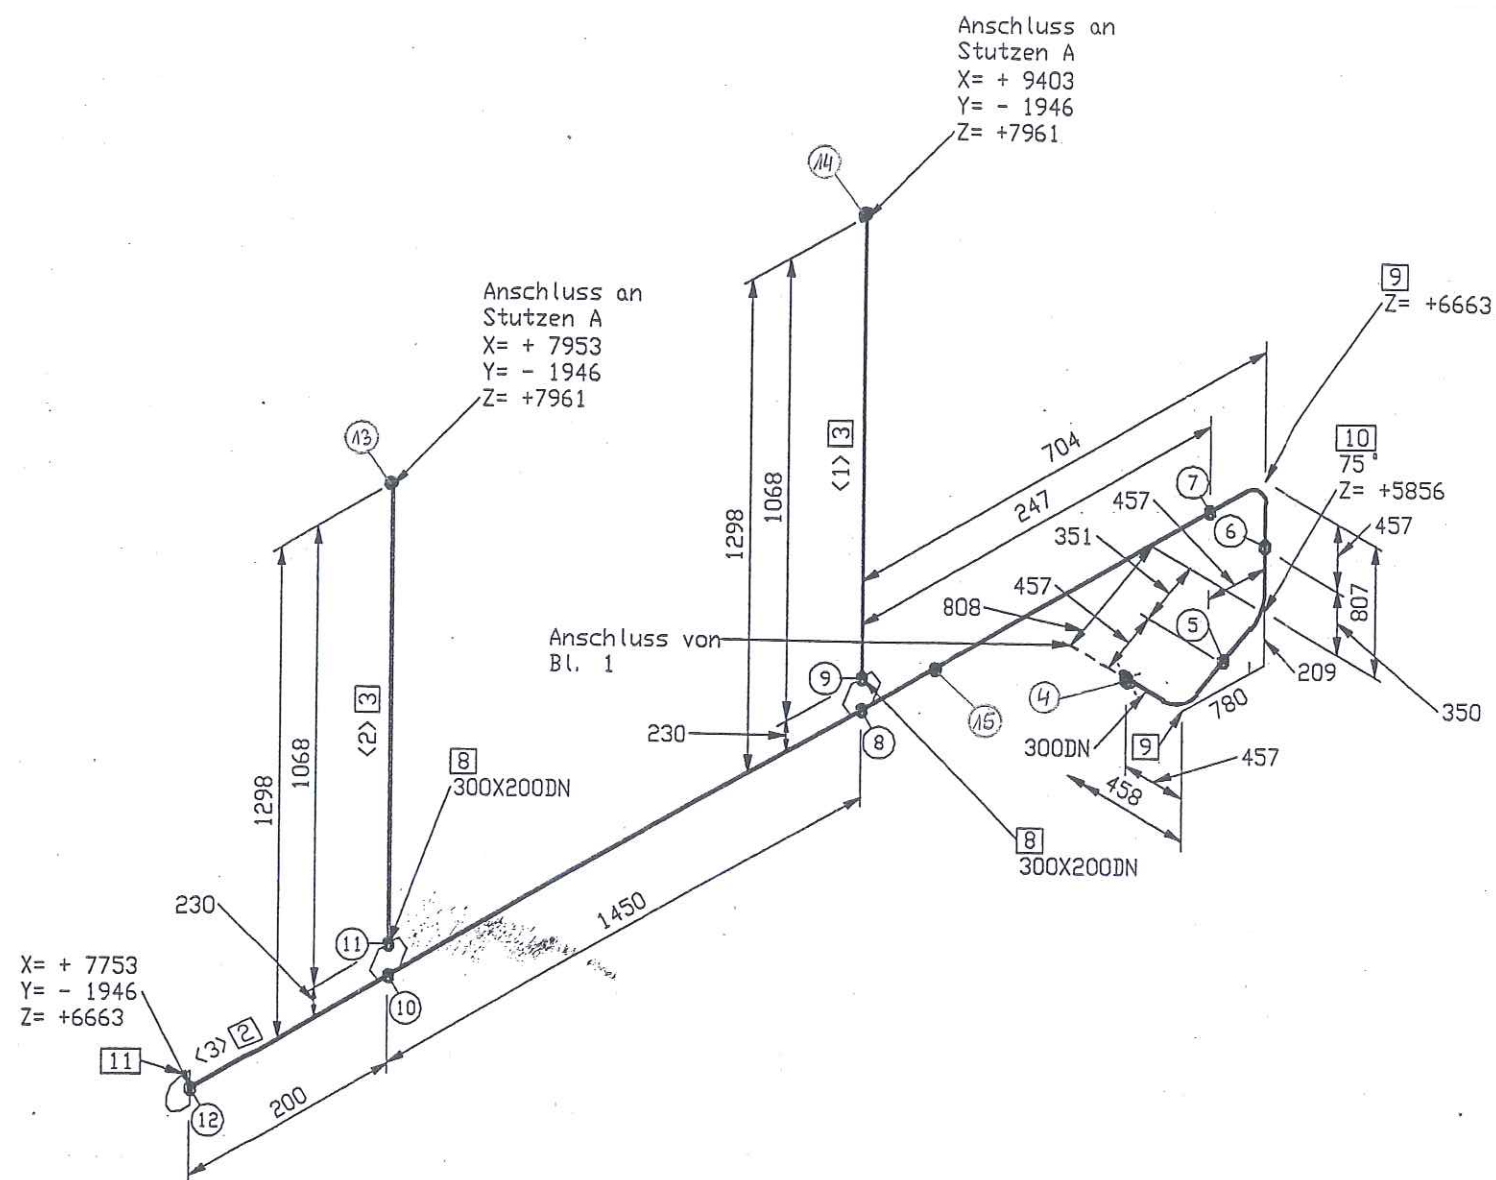 Anschluss an
Stutzen A
X= + 9403
Y= - 1946
Z= +7961
14
9
Z= +6663
Anschluss an
Stutzen A
X= + 7953
Y= - 1946
Z= +7961
13
704
247
<1> 3
1298
1068
10
75°
Z= +5856
7
457
6
457
351
457
807
808
5
Anschluss von
Bl. 1
209
9
4
780
350
15
230
8
300DN
9
457
458
<2> 3
1298
1068
8
300X200DN
8
300X200DN
1450
230
11
10
X= + 7753
Y= - 1946
Z= +6663
<3> 2
11
12
200